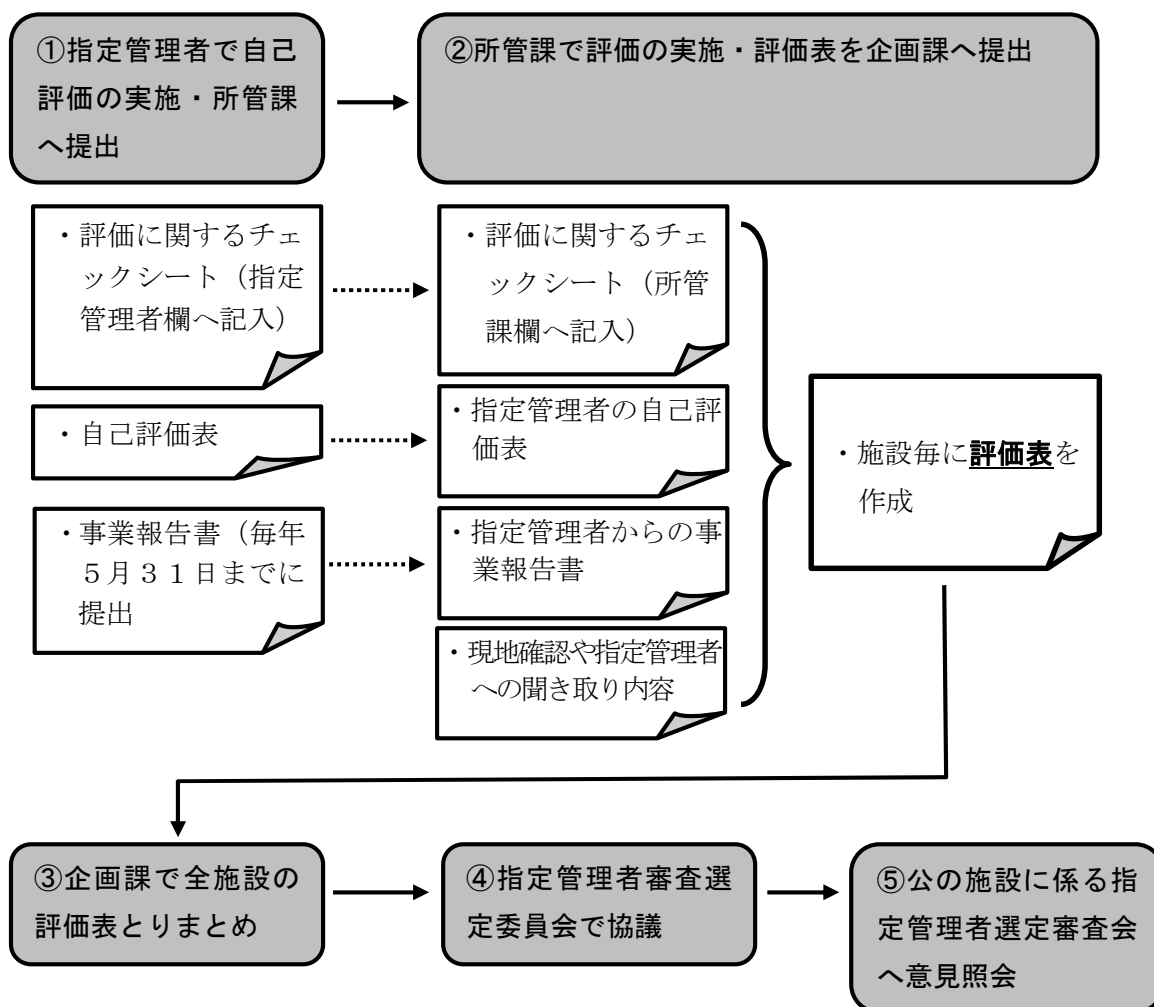 ①指定管理者で自己
評価の実施・所管課
へ提出
②所管課で評価の実施・評価表を企画課へ提出
・評価に関するチェ
ックシート（指定
管理者欄へ記入）
・評価に関するチェ
ックシート（所管
課欄へ記入）
・自己評価表
・指定管理者の自己評
価表
・事業報告書（毎年
５月３１日までに
提出
・指定管理者からの事
業報告書
・現地確認や指定管理者
への聞き取り内容
・施設毎に評価表を
作成
③企画課で全施設の
評価表とりまとめ
④指定管理者審査選
定委員会で協議
⑤公の施設に係る指
定管理者選定審査会
へ意見照会